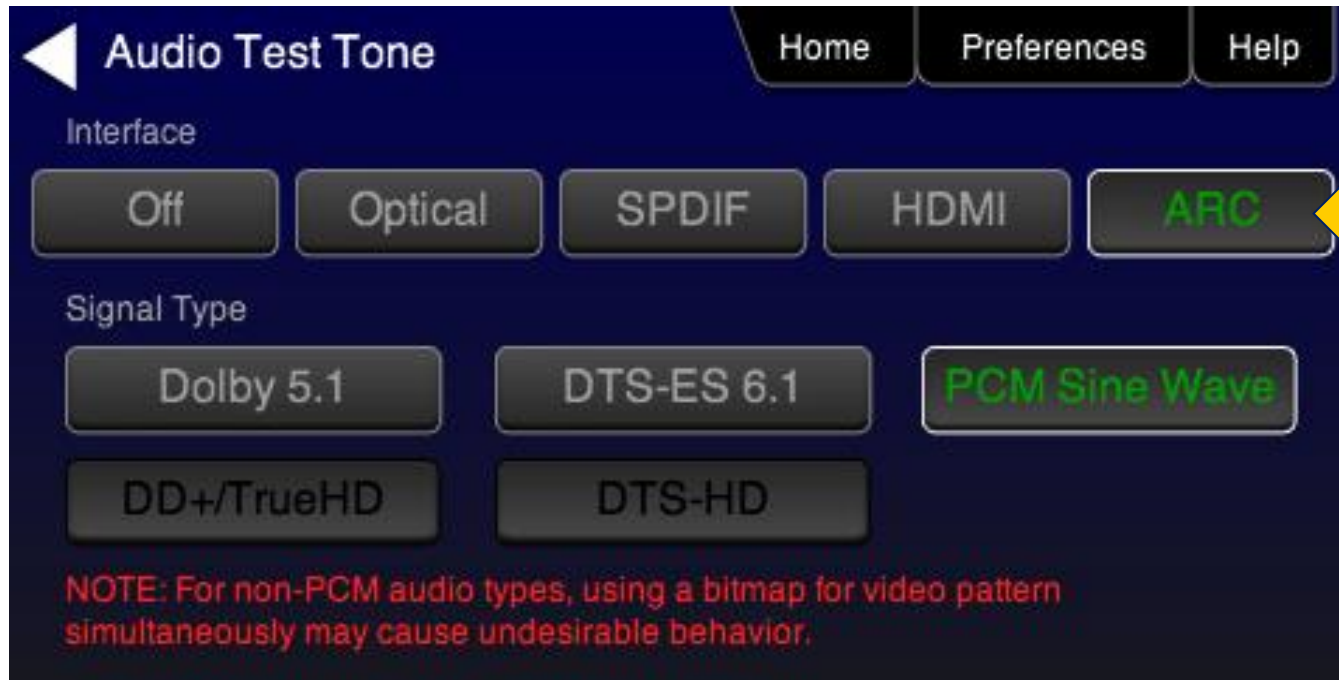 Audio Test Tone
Home
Preferences
Help
Interface
Off
Optical
SPDIF
HDMI
ARC
Signal Type
Dolby 5.1
DTS-ES 6.1
PCM Sine Wave
DD+/TrueHD
DTS-HD
NOTE: For non-PCM audio types, using a bitmap for video pattern
simultaneously may cause undesirable behavior.